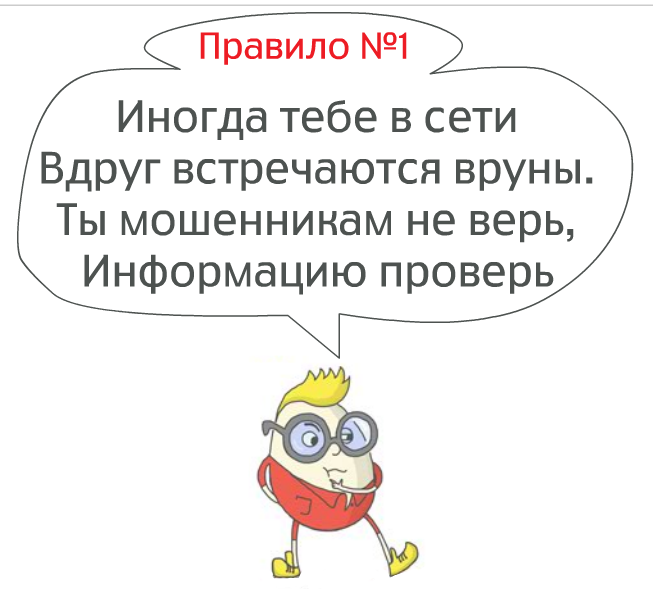 Правило №1
Иногда тебе в сети
Вдруг встречаются вруны.
Ты мошенникам не верь,
Информацию проверь